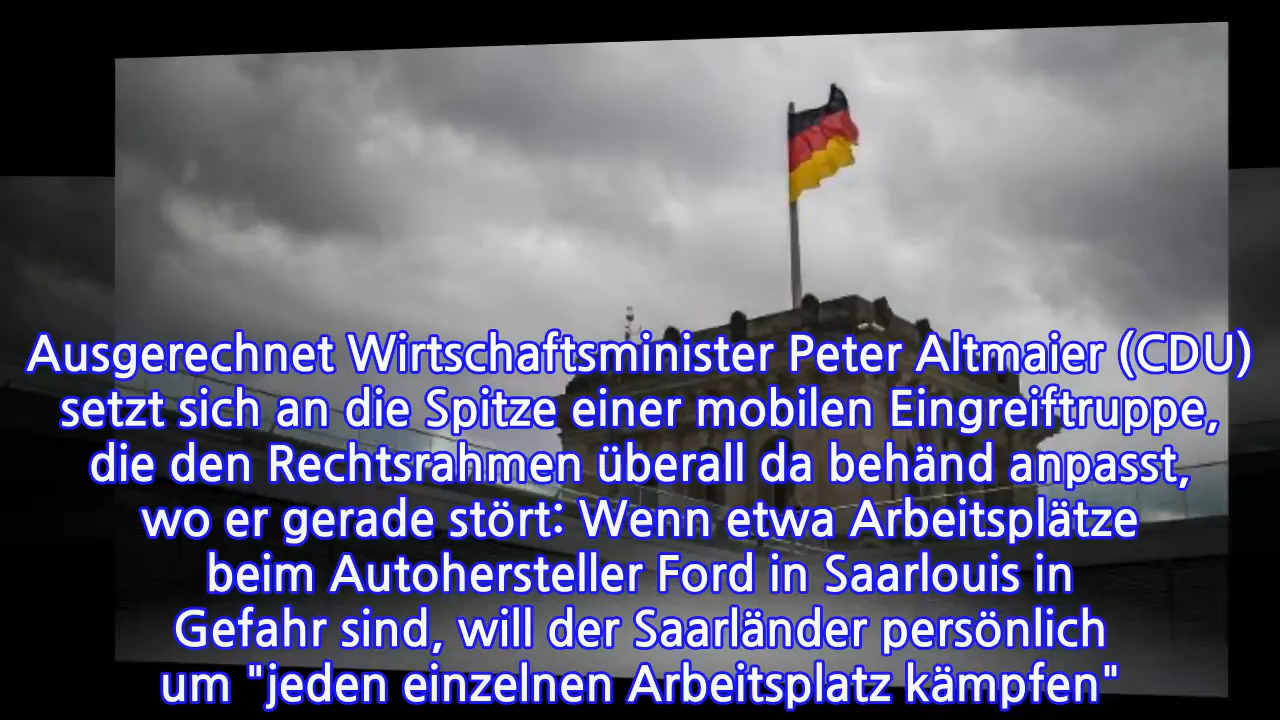 Ausgerechnet Wirtschaftsminister Peter Altmaier (CDU)
setzt sich an die Spitze einer mobilen Eingreiftruppe,
die den Rechtsrahmen überall da behänd anpasst,
wo er gerade stört: Wenn etwa Arbeitsplätze
beim Autohersteller Ford in Saarlouis in
Gefahr sind, will der Saarländer persönlich
um "jeden einzelnen Arbeitsplatz kämpfen"